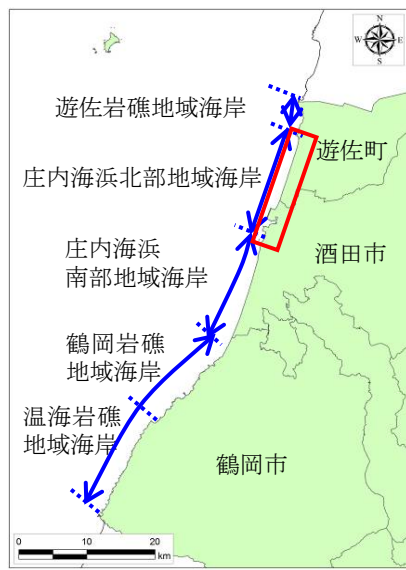 N
W E
S
遊佐岩礁地域海岸
遊佐町
庄内海浜北部地域海岸
庄内海浜
南部地域海岸
酒田市
鶴岡岩礁
地域海岸
温海岩礁
地域海岸
鶴岡市
0 10 20
km